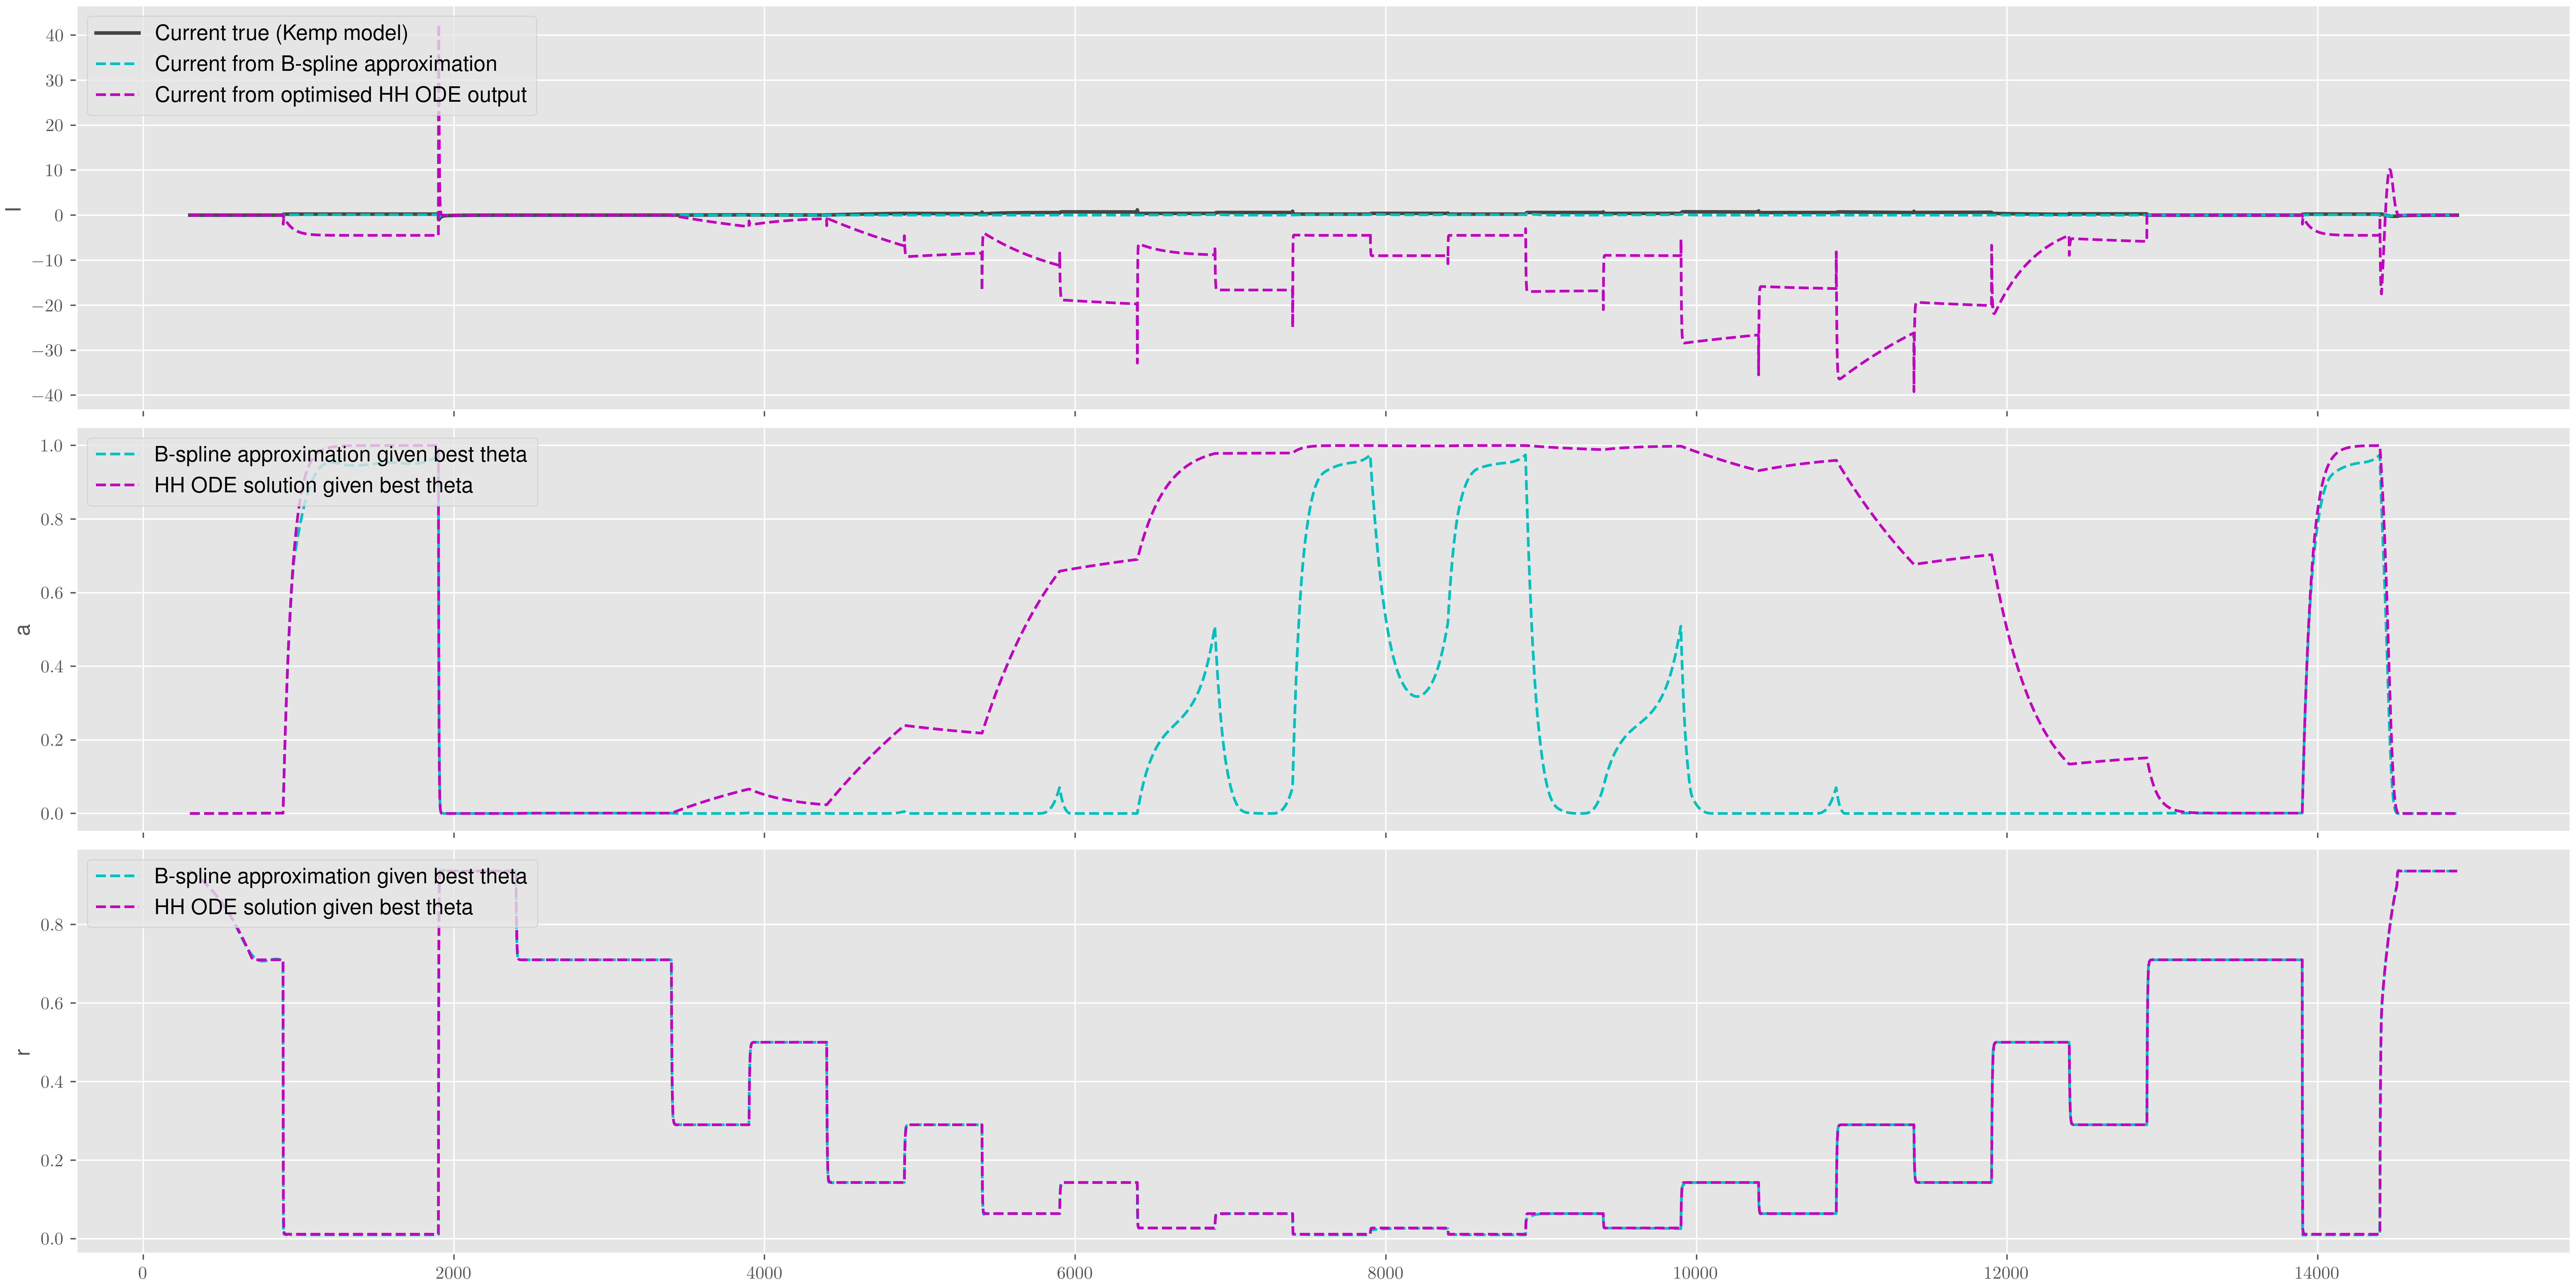 Current true (Kemp model)
Current from B-spline approximation
Current from optimised HH ODE output
I
40
30
20
10
0
−10
−20
−30
−40
B-spline approximation given best theta
HH ODE solution given best theta
a
1.0
0.8
0.6
0.4
0.2
0.0
B-spline approximation given best theta
HH ODE solution given best theta
r
0.8
0.6
0.4
0.2
0.0
0 2000 4000 6000 8000 10000 12000 14000